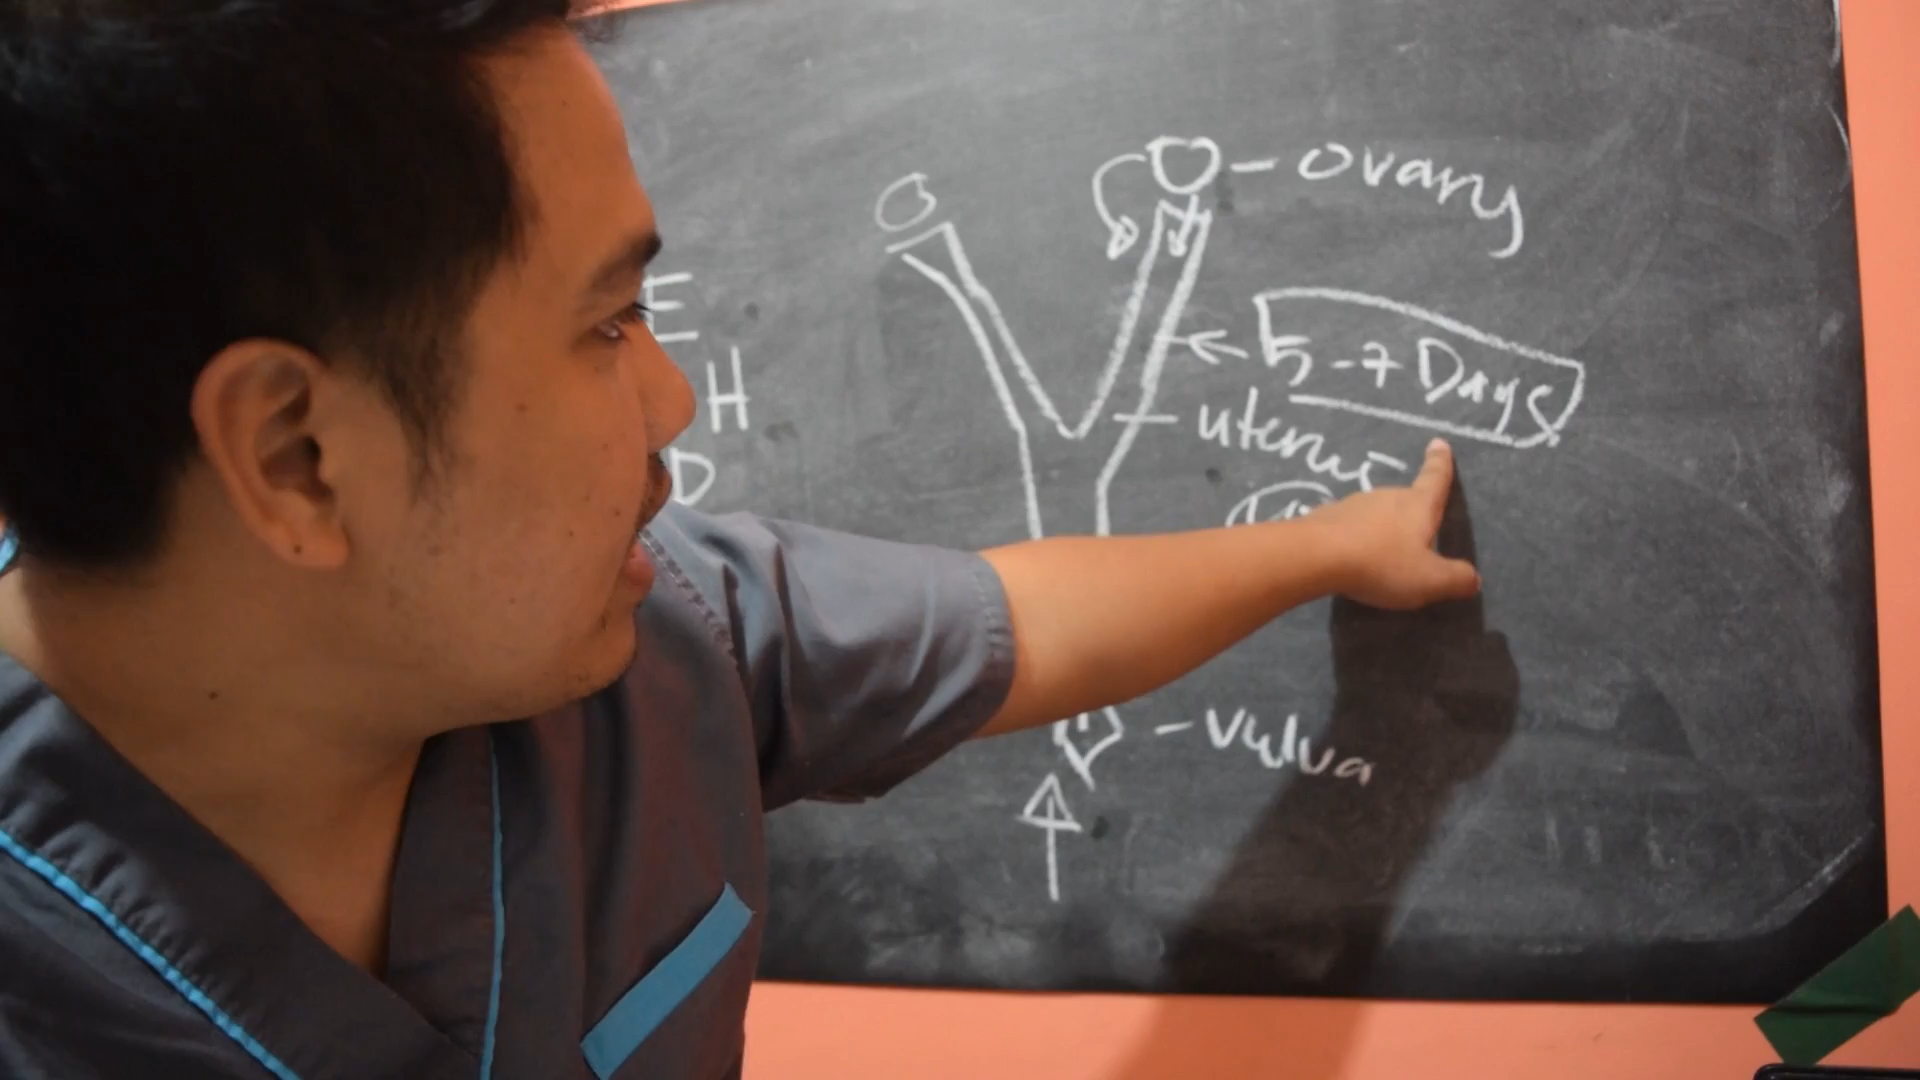 - ovary
E
5-7 Days
H
uterus
D
- vulva